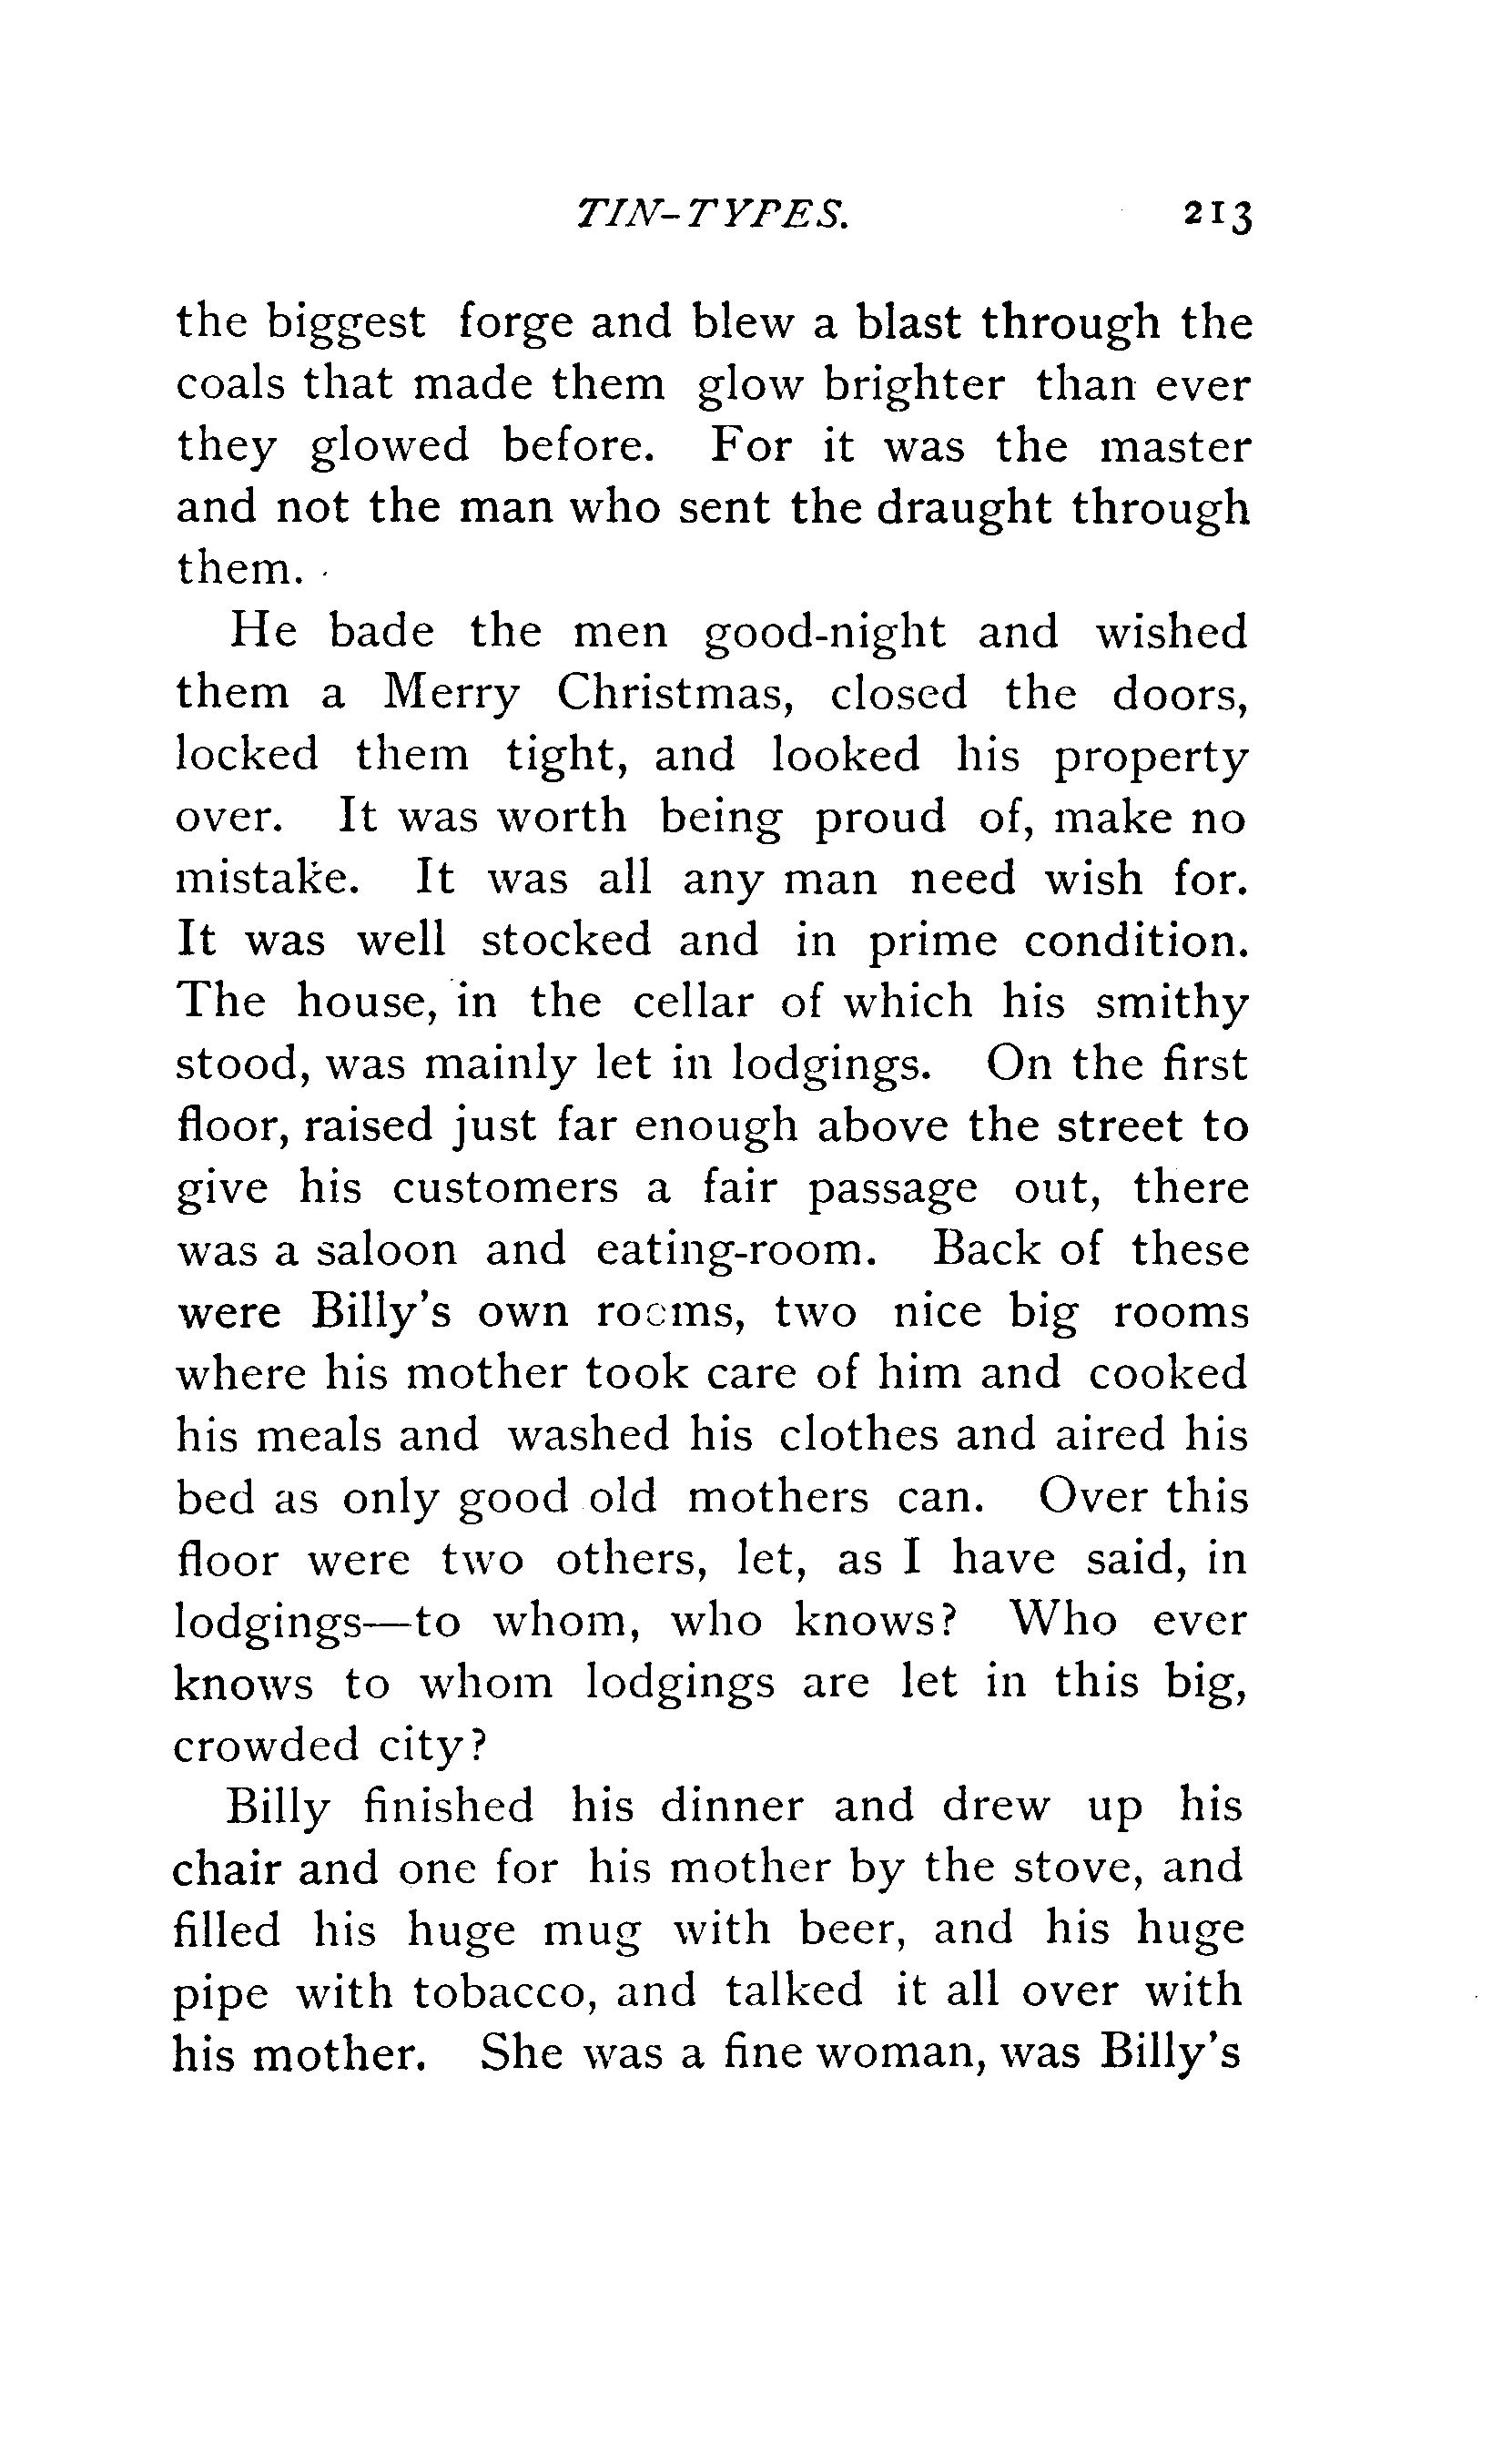 TIN-TYPES. 213
the biggest forge and blew a blast through the
coals that made them glow brighter than ever
they glowed before. For it was the master
and not the man who sent the draught through
them.
He bade the men good-night and wished
them a Merry Christmas, closed the doors,
locked them tight, and looked his property
over. It was worth being proud of, make no
mistake. It was all any man need wish for.
It was well stocked and in prime condition.
The house, in the cellar of which his smithy
stood, was mainly let in lodgings. On the first
floor, raised just far enough above the street to
give his customers a fair passage out, there
was a saloon and eating-room. Back of these
were Billy's own rooms, two nice big rooms
where his mother took care of him and cooked
his meals and washed his clothes and aired his
bed as only good old mothers can. Over this
floor were two others, let, as I have said, in
lodgings—to whom, who knows? Who ever
knows to whom lodgings are let in this big,
crowded city?
Billy finished his dinner and drew up his
chair and one for his mother by the stove, and
filled his huge mug with beer, and his huge
pipe with tobacco, and talked it all over with
his mother. She was a fine woman, was Billy's